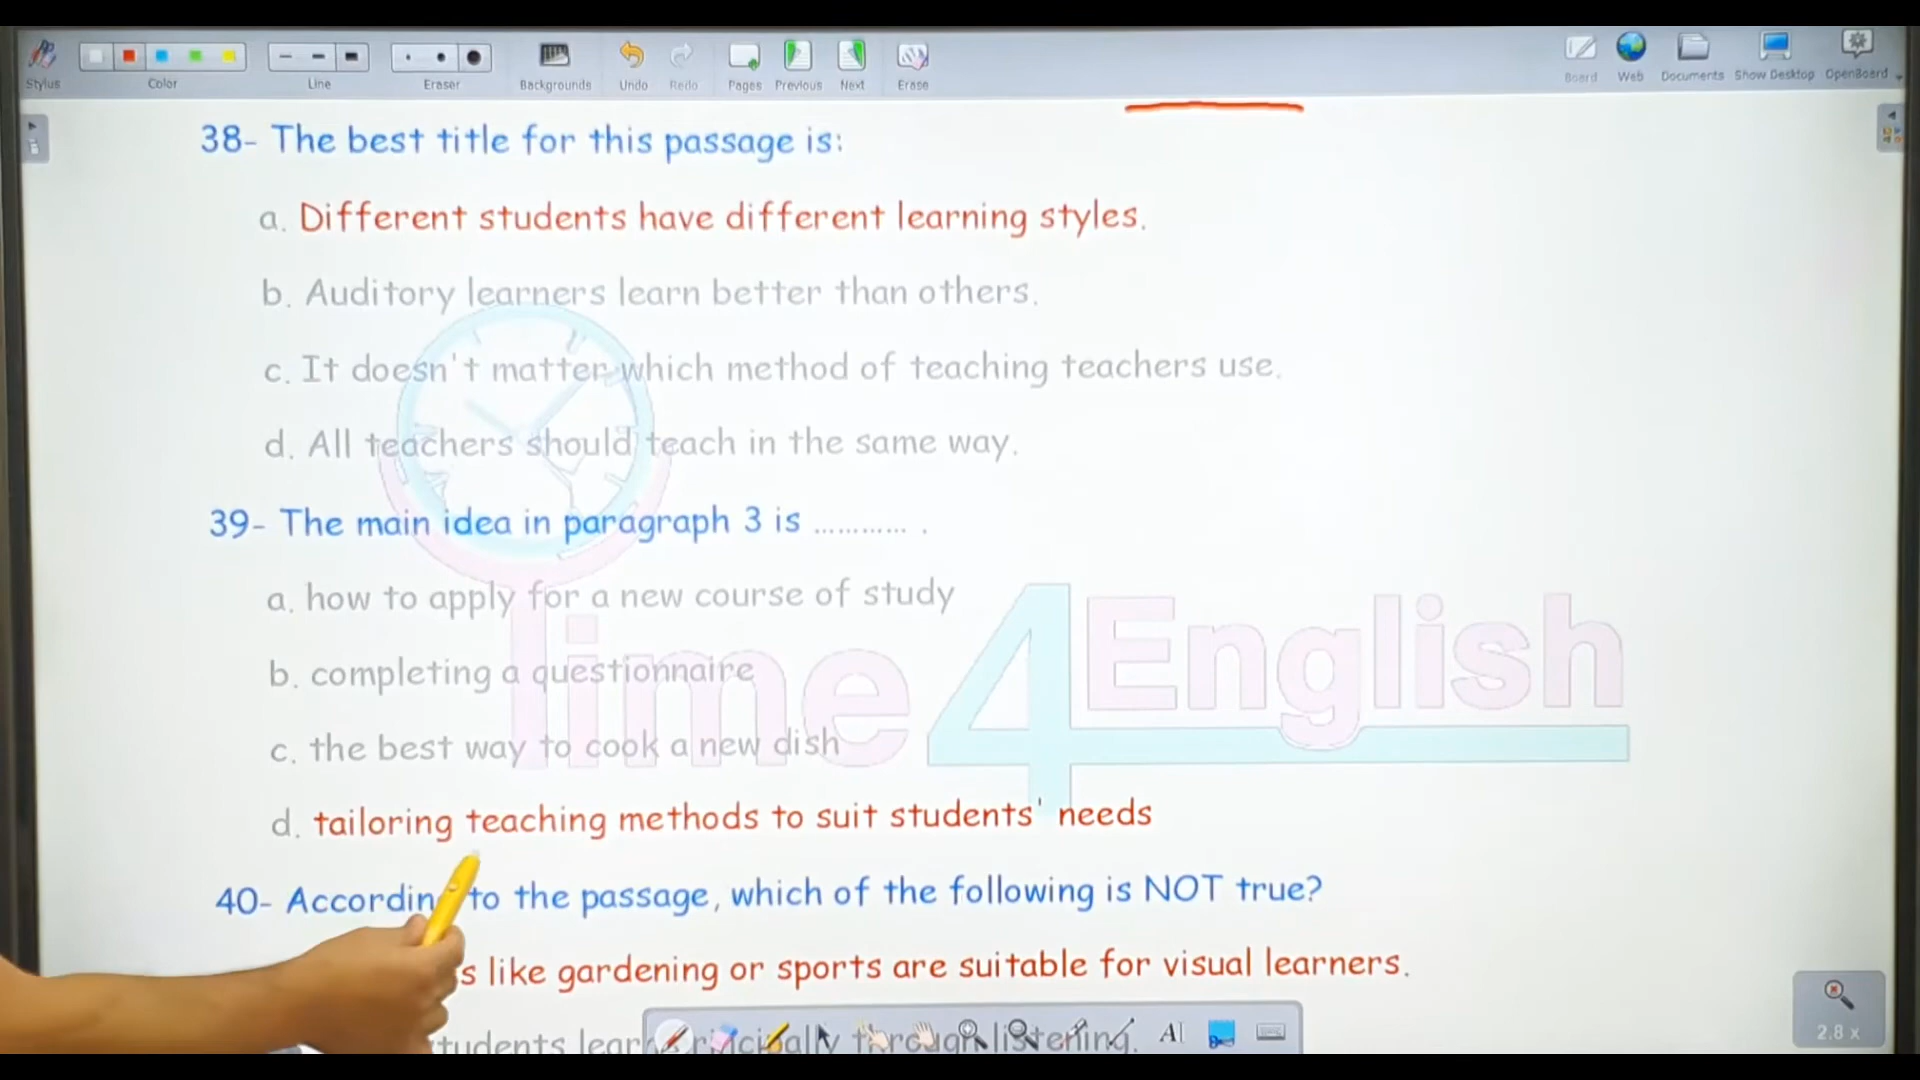 Stylus
Color
Line
Eraser
Backgrounds
Undo
Redo
Pages
Previous
Next
Erase
Board
Web
Documents
Show Desktop
OpenBoard
38- The best title for this passage is:
a. Different students have different learning styles.
b. Auditory learners learn better than others.
c. It doesn't matter which method of teaching teachers use.
d. All teachers should teach in the same way.
39- The main idea in paragraph 3 is ............ .
a. how to apply for a new course of study
b. completing a questionnaire
c. the best way to cook a new dish
d. tailoring teaching methods to suit students' needs
Time 4 English
40- According to the passage, which of the following is NOT true?
s like gardening or sports are suitable for visual learners.
through listening.
AI
2.8 x